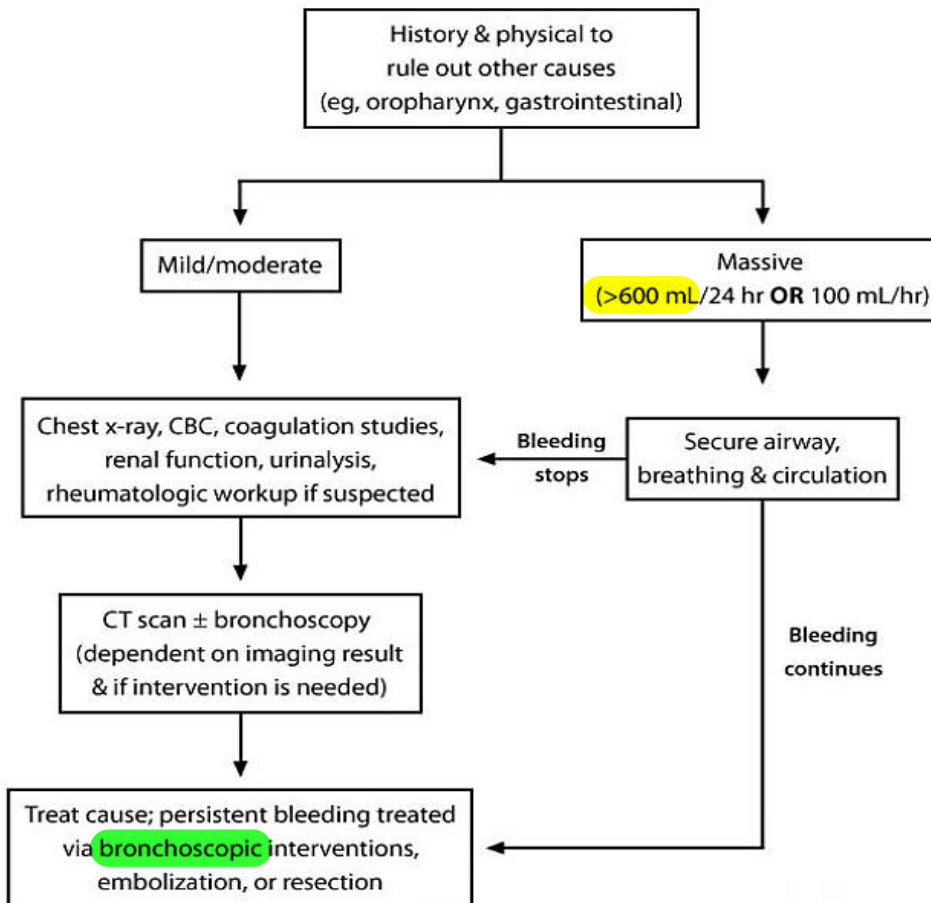 History & physical to
rule out other causes
(eg, oropharynx, gastrointestinal)
Mild/moderate
Massive
(>600 mL/24 hr OR 100 mL/hr)
Chest x-ray, CBC, coagulation studies,
renal function, urinalysis,
rheumatologic workup if suspected
Bleeding
stops
Secure airway,
breathing & circulation
CT scan ± bronchoscopy
(dependent on imaging result
& if intervention is needed)
Bleeding
continues
Treat cause; persistent bleeding treated
via bronchoscopic interventions,
embolization, or resection